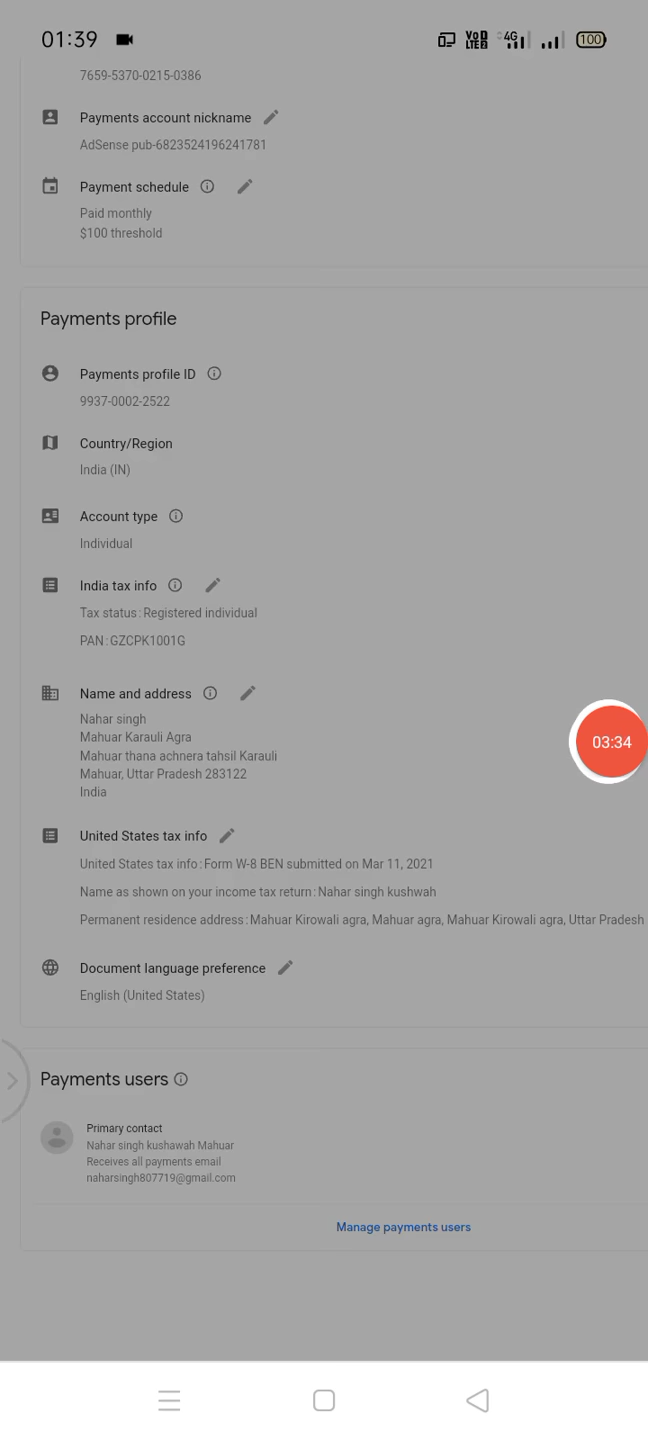 01:39
VoD LTE2 4G 100
7659-5370-0215-0386
Payments account nickname
AdSense pub-6823524196241781
Payment schedule
Paid monthly
$100 threshold
Payments profile
Payments profile ID
9937-0002-2522
Country/Region
India (IN)
Account type
Individual
India tax info
Tax status : Registered individual
PAN : GZCPK1001G
Name and address
Nahar singh
Mahuar Karauli Agra
Mahuar thana achnera tahsil Karauli
Mahuar, Uttar Pradesh 283122
India
03:34
United States tax info
United States tax info : Form W-8 BEN submitted on Mar 11, 2021
Name as shown on your income tax return : Nahar singh kushwah
Permanent residence address : Mahuar Kirowali agra, Mahuar agra, Mahuar Kirowali agra, Uttar Pradesh
Document language preference
English (United States)
Payments users
Primary contact
Nahar singh kushawah Mahuar
Receives all payments email
naharsingh807719@gmail.com
Manage payments users